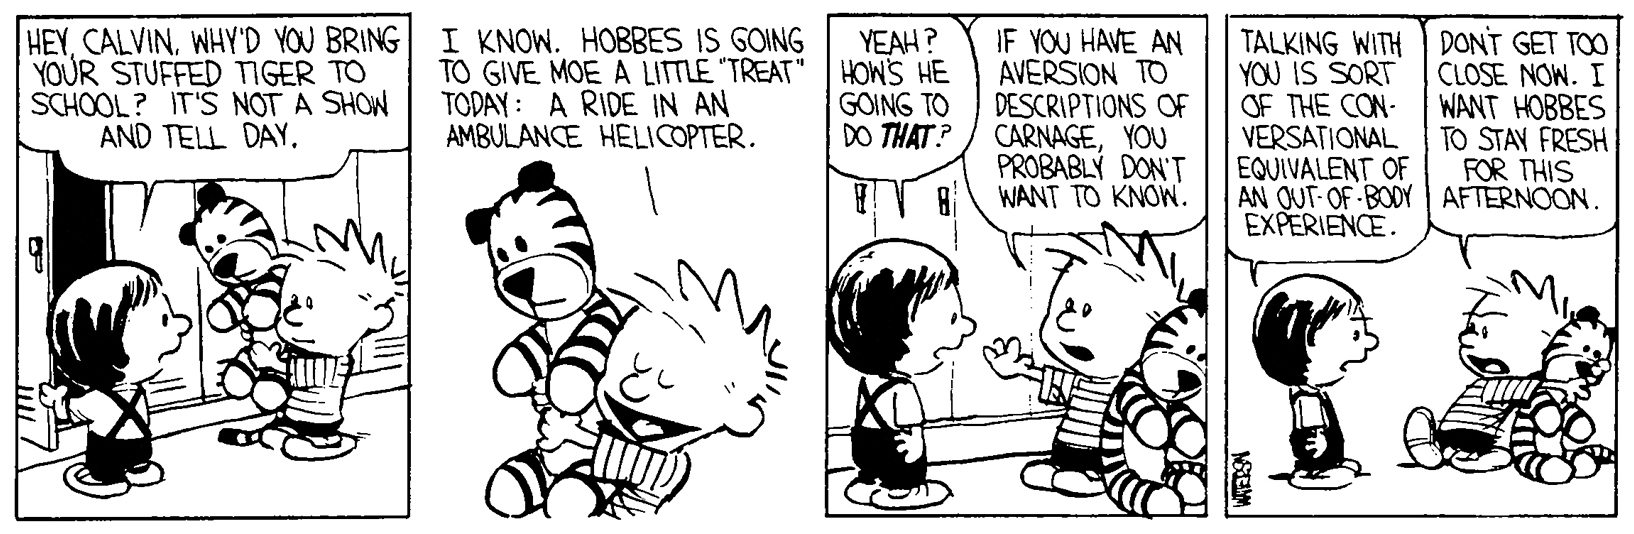 HEY, CALVIN, WHY'D YOU BRING
YOUR STUFFED TIGER TO
SCHOOL? IT'S NOT A SHOW
AND TELL DAY.
I KNOW. HOBBES IS GOING
TO GIVE MOE A LITTLE "TREAT"
TODAY: A RIDE IN AN
AMBULANCE HELICOPTER.
YEAH?
HOW'S HE
GOING TO
DO THAT?
IF YOU HAVE AN
AVERSION TO
DESCRIPTIONS OF
CARNAGE, YOU
PROBABLY DON'T
WANT TO KNOW.
TALKING WITH
YOU IS SORT
OF THE CON-
VERSATIONAL
EQUIVALENT OF
AN OUT-OF-BODY
EXPERIENCE.
DON'T GET TOO
CLOSE NOW. I
WANT HOBBES
TO STAY FRESH
FOR THIS
AFTERNOON.